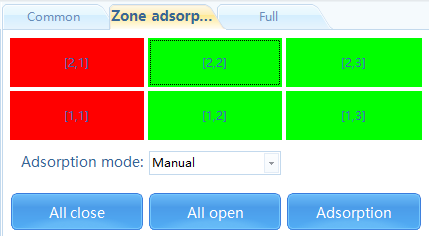 Common Zone adsorp... Full
[2,1] [2,2] [2,3]
[1,1] [1,2] [1,3]
Adsorption mode: Manual
All close All open Adsorption